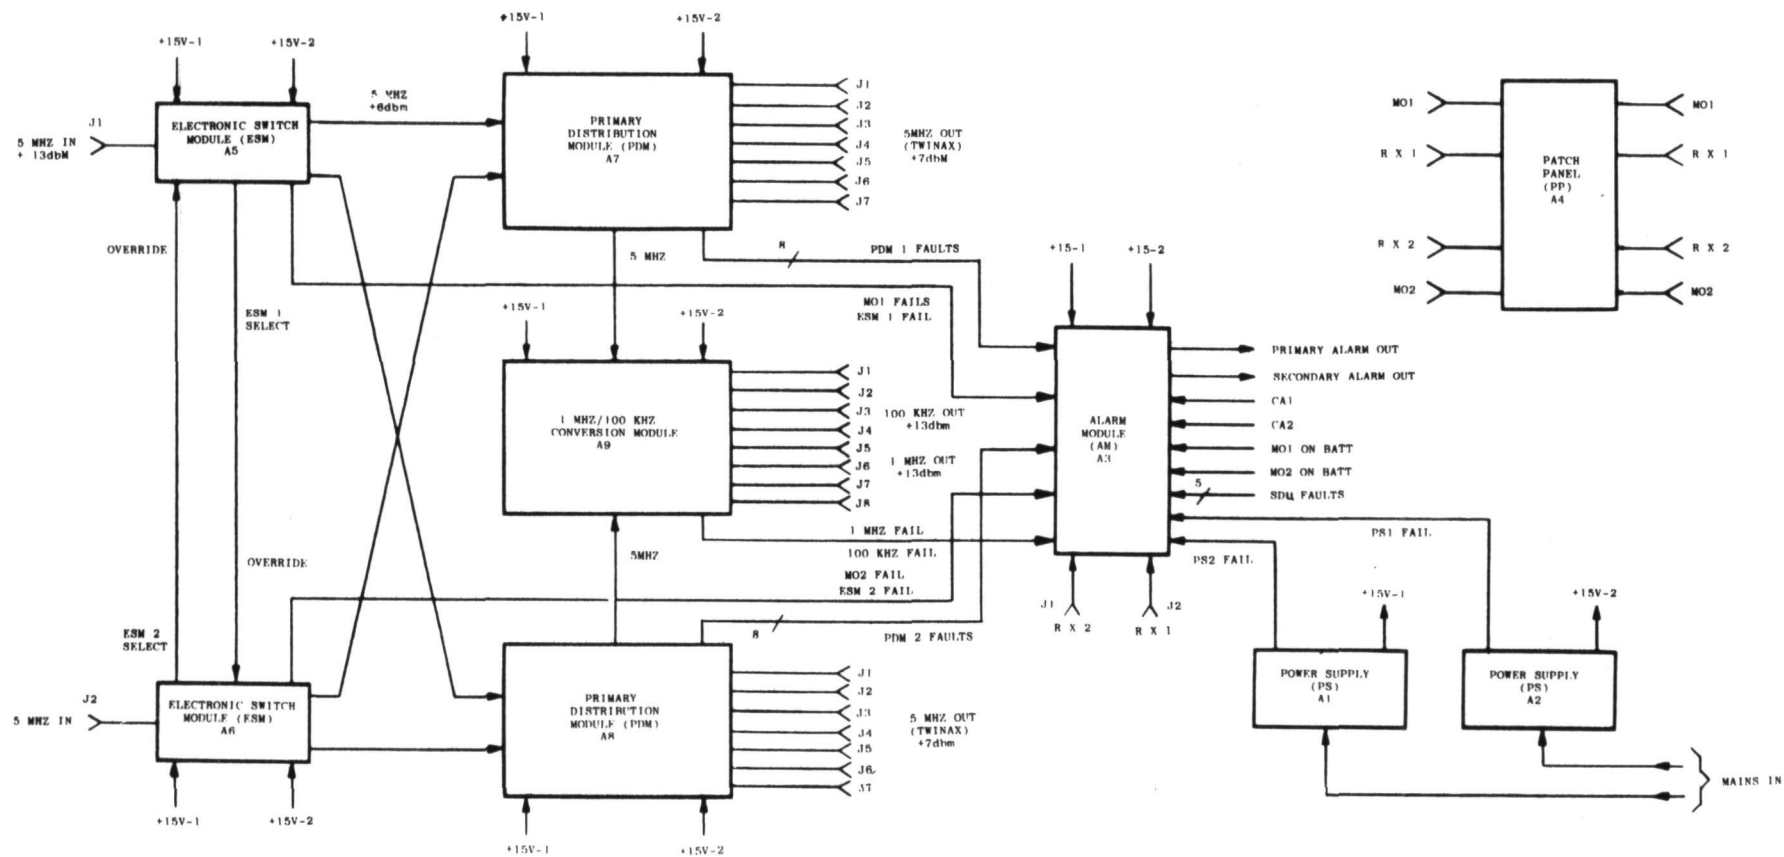 +15V-1
+15V-2
+15V-1
+15V-2
J1
5 MHZ IN
+ 13dbM
ELECTRONIC SWITCH
MODULE (ESM)
A5
5 MHZ
+6dbm
PRIMARY
DISTRIBUTION
MODULE (PDM)
A7
J1
J2
J3
J4
J5
J6
J7
5MHZ OUT
(TWINAX)
+7dbM
MO1
R X 1
R X 2
MO2
PATCH
PANEL
(PP)
A4
MO1
R X 1
R X 2
MO2
OVERRIDE
ESM 1
SELECT
5 MHZ
8
PDM 1 FAULTS
MO1 FAILS
ESM 1 FAIL
+15-1
+15-2
+15V-1
+15V-2
1 MHZ/100 KHZ
CONVERSION MODULE
A9
J1
J2
J3
J4
J5
J6
J7
J8
100 KHZ OUT
+13dbm
1 MHZ OUT
+13dbm
ALARM
MODULE
(AM)
A3
PRIMARY ALARM OUT
SECONDARY ALARM OUT
CA1
CA2
MO1 ON BATT
MO2 ON BATT
5
SDU FAULTS
PS1 FAIL
PS2 FAIL
1 MHZ FAIL
100 KHZ FAIL
MO2 FAIL
ESM 2 FAIL
5MHZ
OVERRIDE
ESM 2
SELECT
8
PDM 2 FAULTS
J1
R X 2
J2
R X 1
+15V-1
+15V-2
J2
5 MHZ IN
ELECTRONIC SWITCH
MODULE (ESM)
A6
PRIMARY
DISTRIBUTION
MODULE (PDM)
A8
J1
J2
J3
J4
J5
J6
J7
5 MHZ OUT
(TWINAX)
+7dbm
POWER SUPPLY
(PS)
A1
POWER SUPPLY
(PS)
A2
MAINS IN
+15V-1
+15V-2
+15V-1
+15V-2